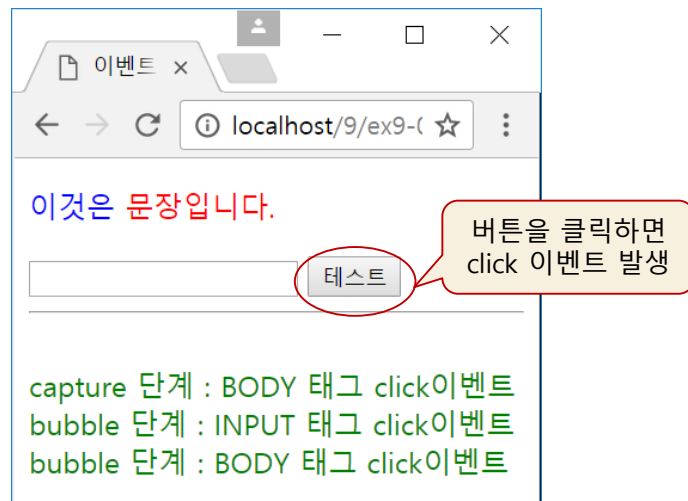 이벤트
localhost/9/ex9-0
이것은 문장입니다.
버튼을 클릭하면
click 이벤트 발생
테스트
capture 단계 : BODY 태그 click이벤트
bubble 단계 : INPUT 태그 click이벤트
bubble 단계 : BODY 태그 click이벤트